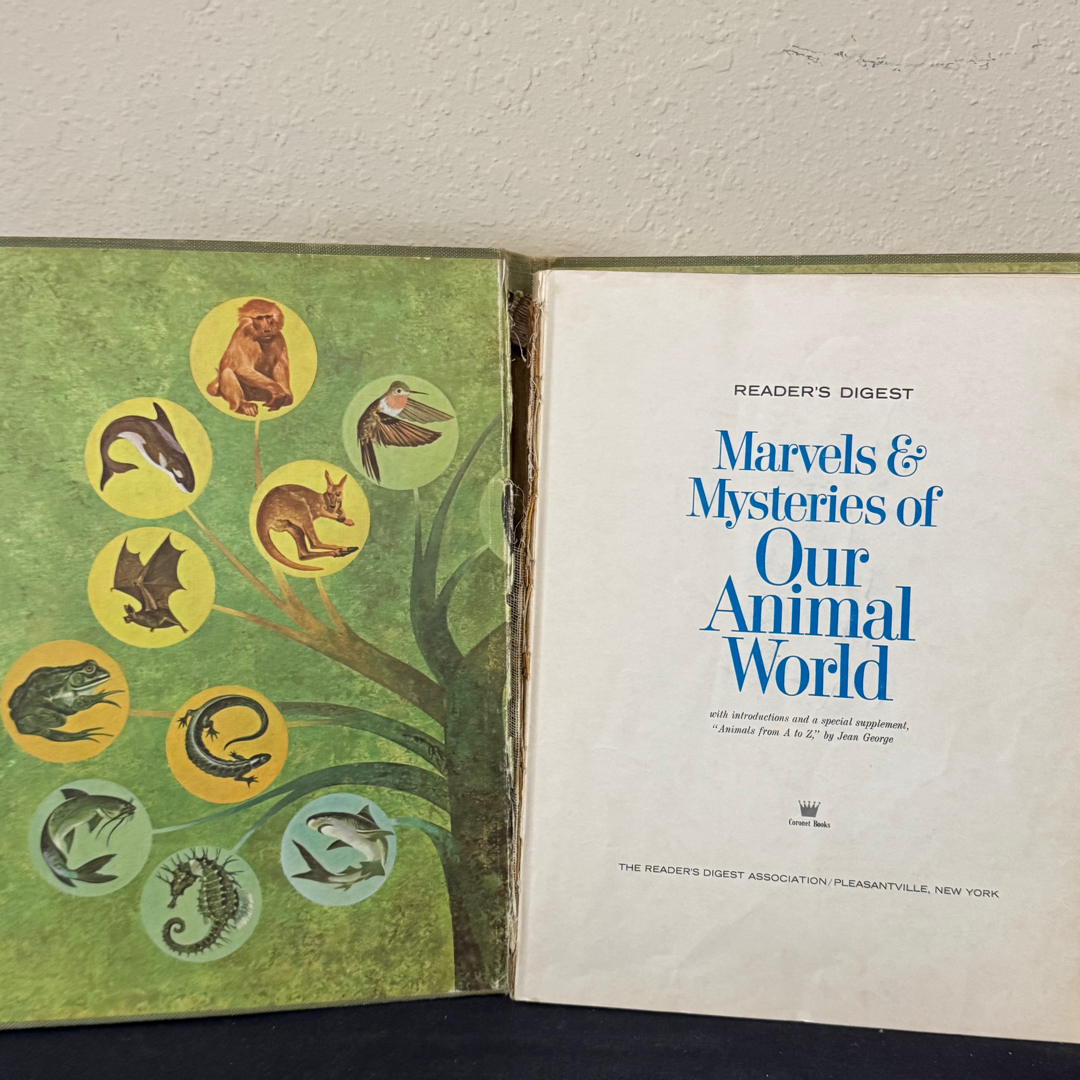 READER'S DIGEST
Marvels &
Mysteries of
Our
Animal
World
with introductions and a special supplement,
"Animals from A to Z," by Jean George
Coronet Books
THE READER'S DIGEST ASSOCIATION/PLEASANTVILLE, NEW YORK